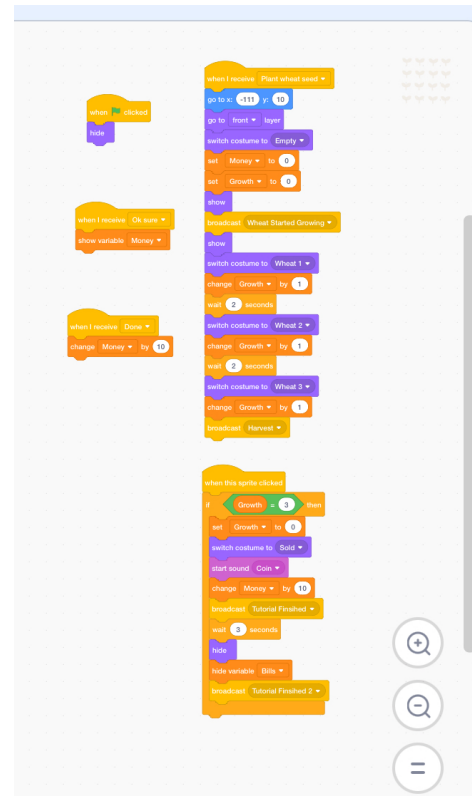 when clicked
hide
when I receive Ok sure
show variable Money
when I receive Done
change Money by 10
when I receive Plant wheat seed
go to x: -111 y: 10
go to front layer
switch costume to Empty
set Money to 0
set Growth to 0
show
broadcast Wheat Started Growing
show
switch costume to Wheat 1
change Growth by 1
wait 2 seconds
switch costume to Wheat 2
change Growth by 1
wait 2 seconds
switch costume to Wheat 3
change Growth by 1
broadcast Harvest
when this sprite clicked
if Growth = 3 then
set Growth to 0
switch costume to Sold
start sound Coin
change Money by 10
broadcast Tutorial Finsihed
wait 3 seconds
hide
hide variable Bills
broadcast Tutorial Finsihed 2